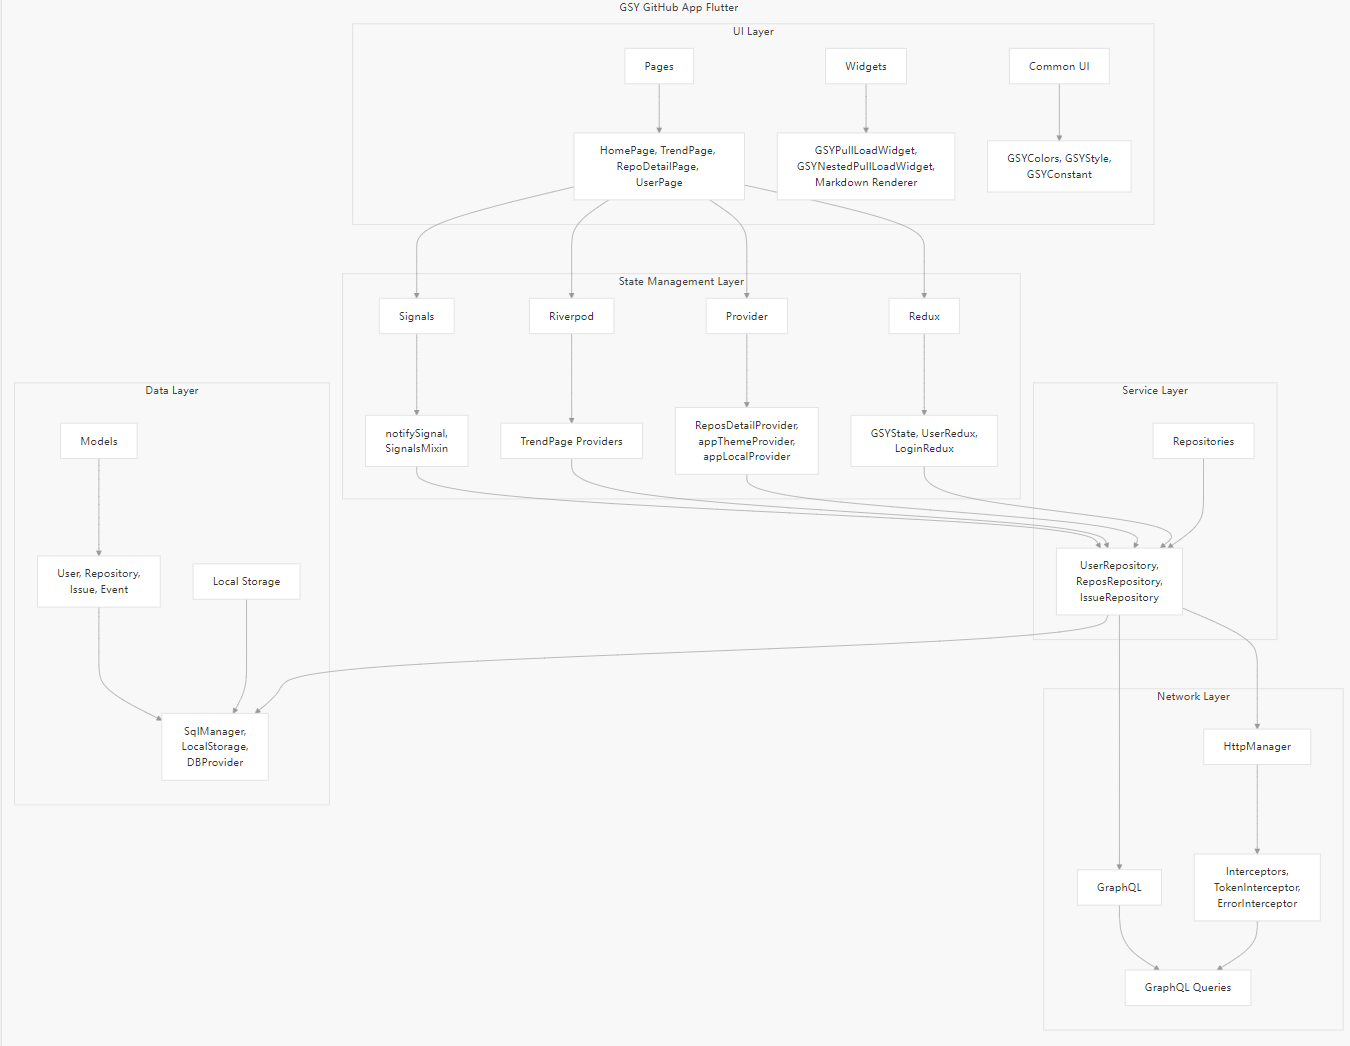 GSY GitHub App Flutter
UI Layer
Pages
Widgets
Common UI
HomePage, TrendPage,
RepoDetailPage,
UserPage
GSYPullLoadWidget,
GSYNestedPullLoadWidget,
Markdown Renderer
GSYColors, GSYStyle,
GSYConstant
State Management Layer
Signals
Riverpod
Provider
Redux
notifySignal,
SignalsMixin
TrendPage Providers
ReposDetailProvider,
appThemeProvider,
appLocalProvider
GSYState, UserRedux,
LoginRedux
Data Layer
Models
User, Repository,
Issue, Event
Local Storage
SqlManager,
LocalStorage,
DBProvider
Service Layer
Repositories
UserRepository,
ReposRepository,
IssueRepository
Network Layer
HttpManager
GraphQL
Interceptors,
TokenInterceptor,
ErrorInterceptor
GraphQL Queries